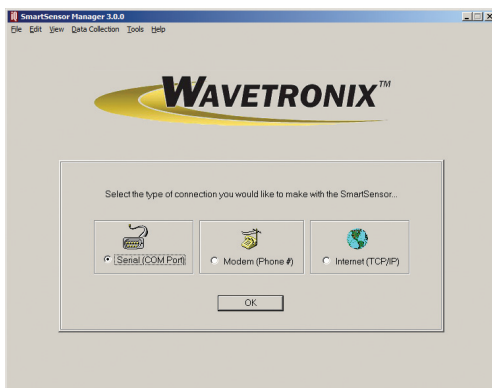 SmartSensor Manager 3.0.0
File Edit View Data Collection Tools Help
WAVETRONIX™
Select the type of connection you would like to make with the SmartSensor...
Serial (COM Port) Modem (Phone #) Internet (TCP/IP)
OK